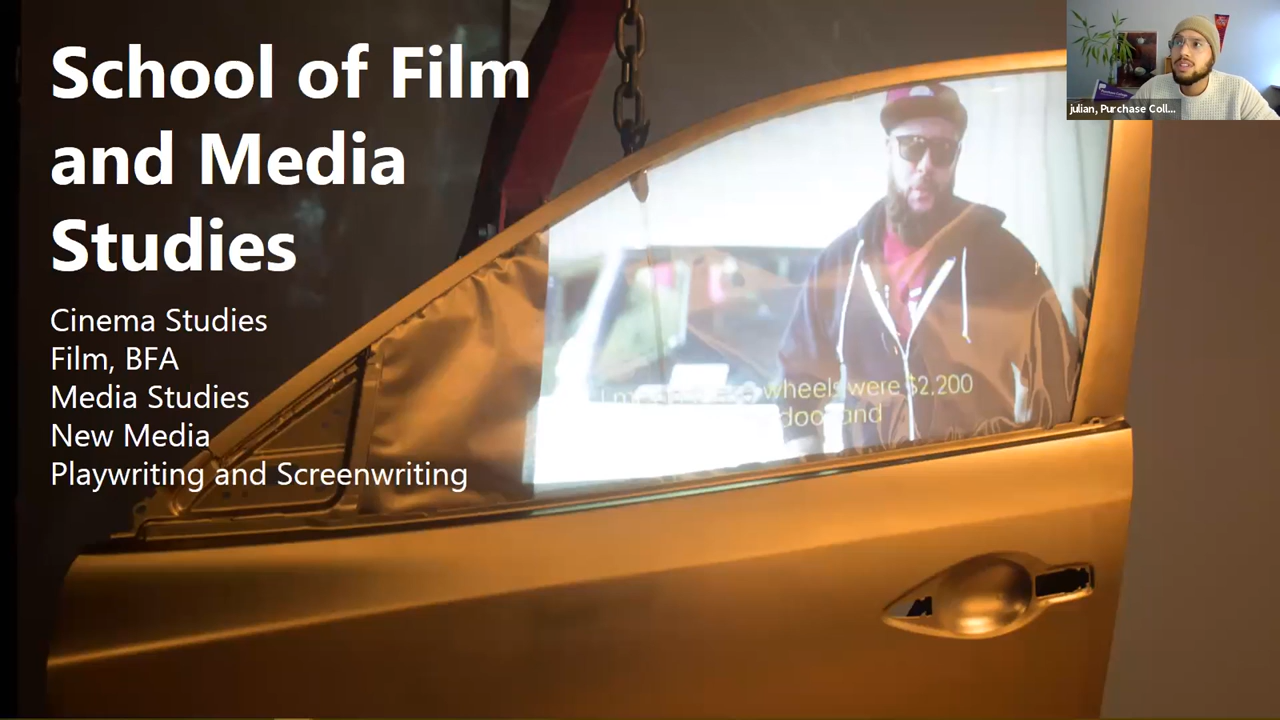 School of Film
and Media
Studies
Cinema Studies
Film, BFA
Media Studies
New Media
Playwriting and Screenwriting
julian, Purchase Coll...
wheels were $2,200
and